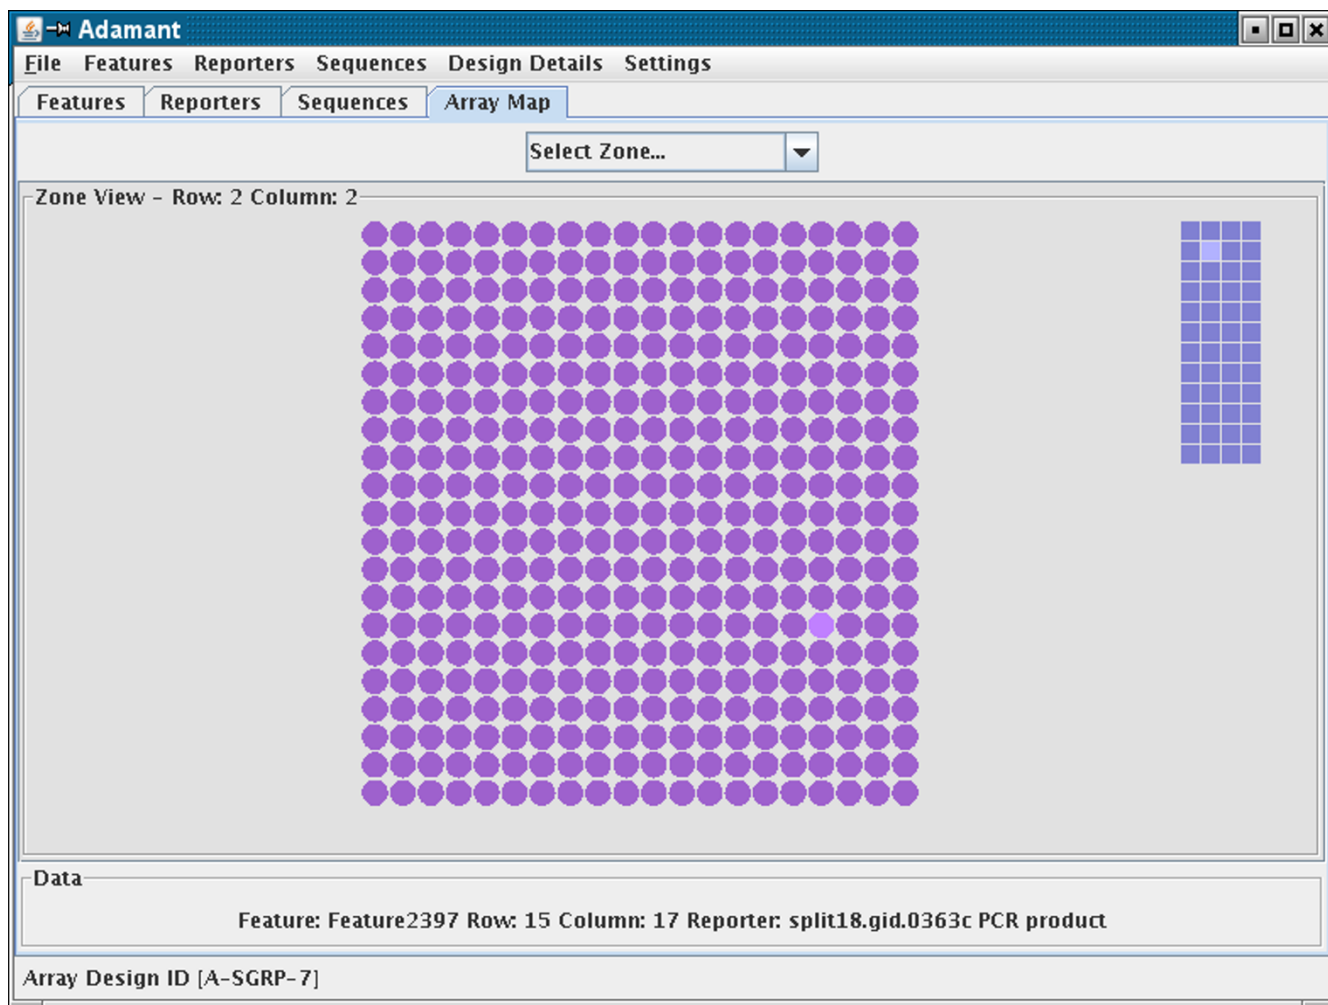 Adamant
File Features Reporters Sequences Design Details Settings
Features Reporters Sequences Array Map
Select Zone...
Zone View - Row: 2 Column: 2
Data
Feature: Feature2397 Row: 15 Column: 17 Reporter: split18.gid.0363c PCR product
Array Design ID [A-SGRP-7]